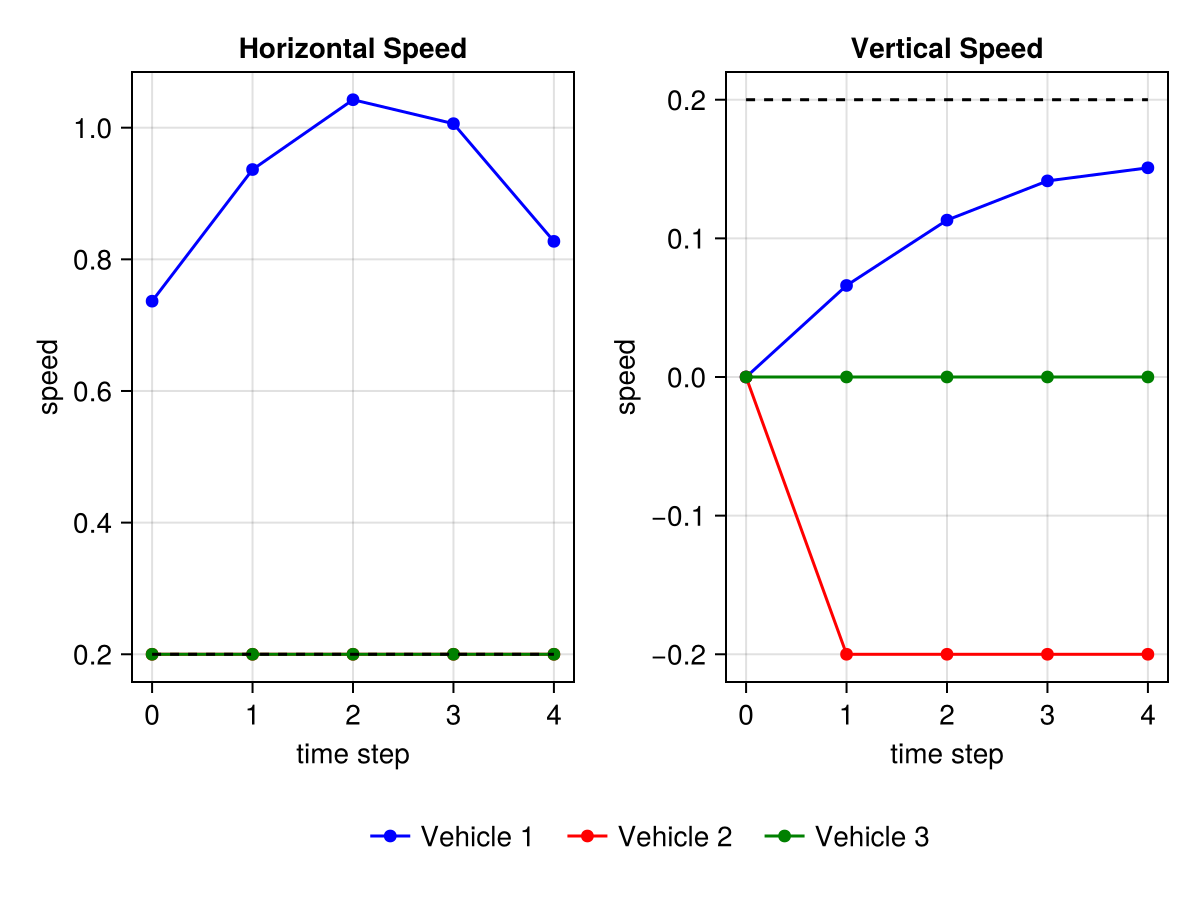 Horizontal Speed
1.0
0.8
0.6
0.4
0.2
speed
0 1 2 3 4
time step
Vertical Speed
0.2
0.1
0.0
−0.1
−0.2
speed
0 1 2 3 4
time step
Vehicle 1 Vehicle 2 Vehicle 3